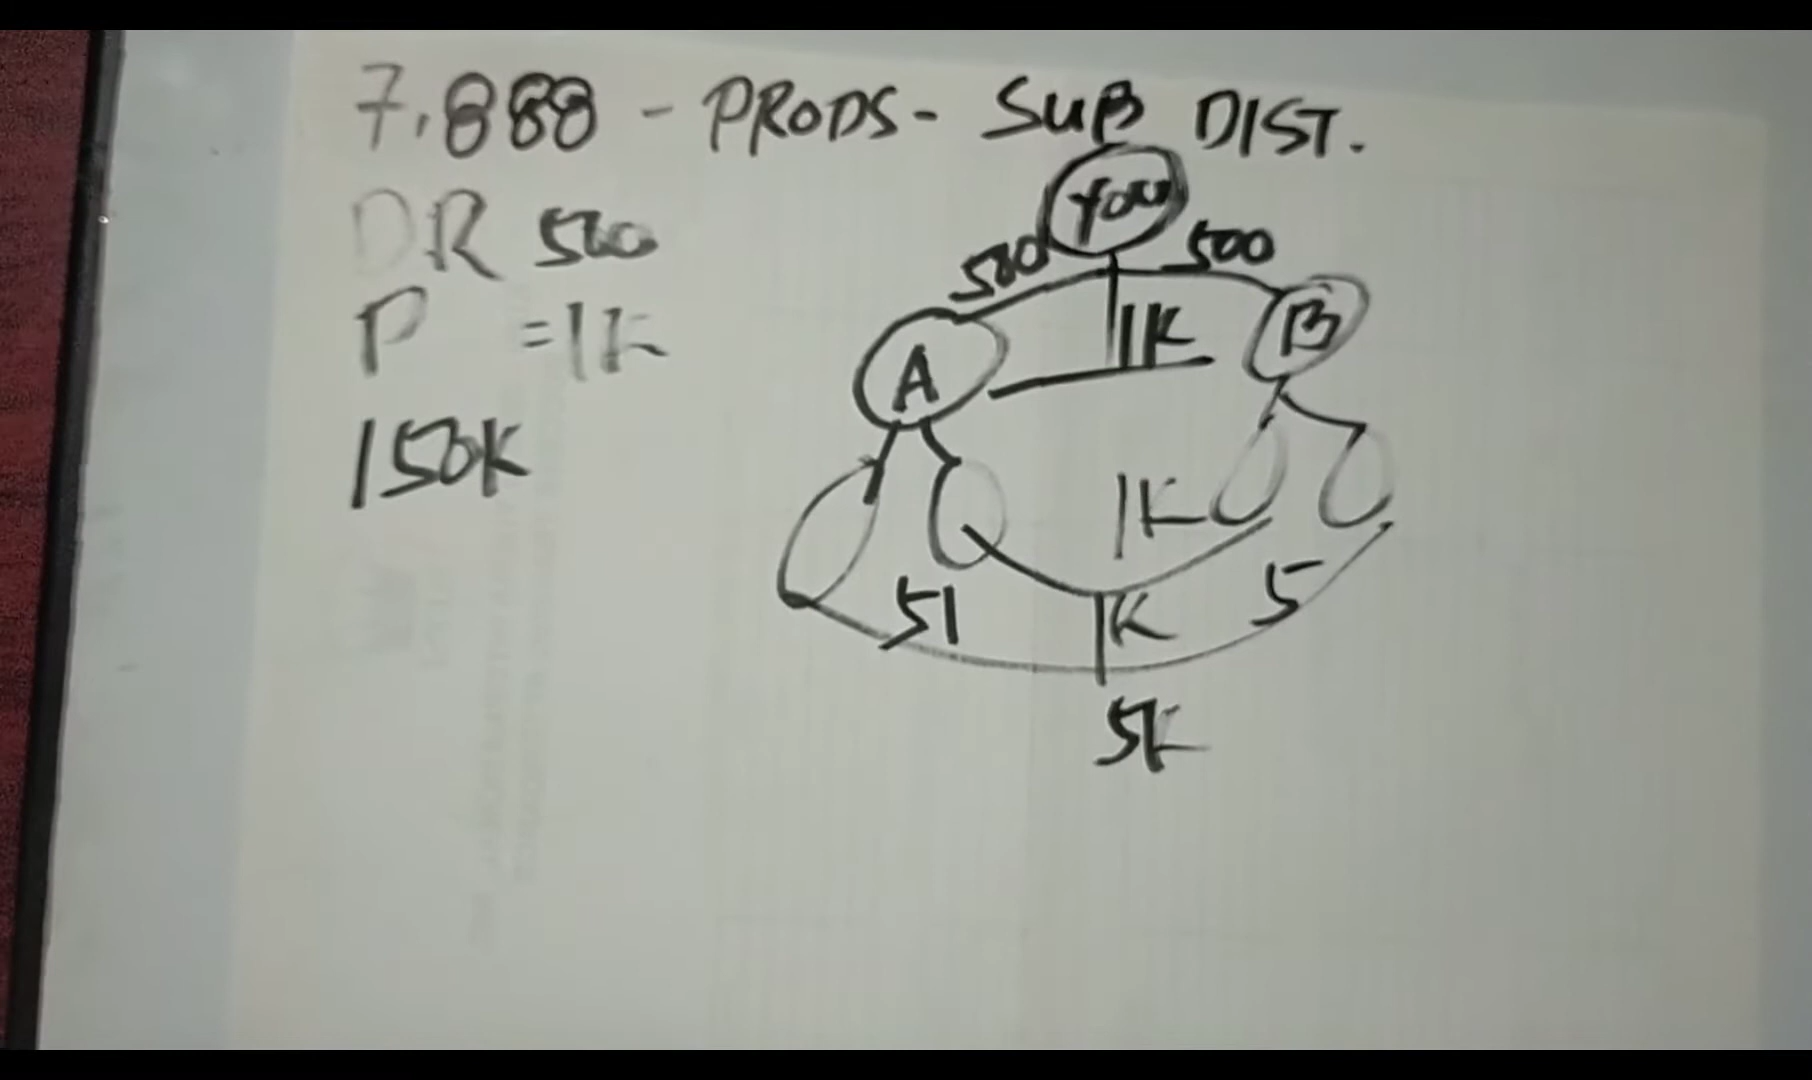 7.888 - PRODS - SUB DIST.
YOU
DR 500
500
500
P = 1K
A
1K
B
150K
1K
51
1K
5
5K